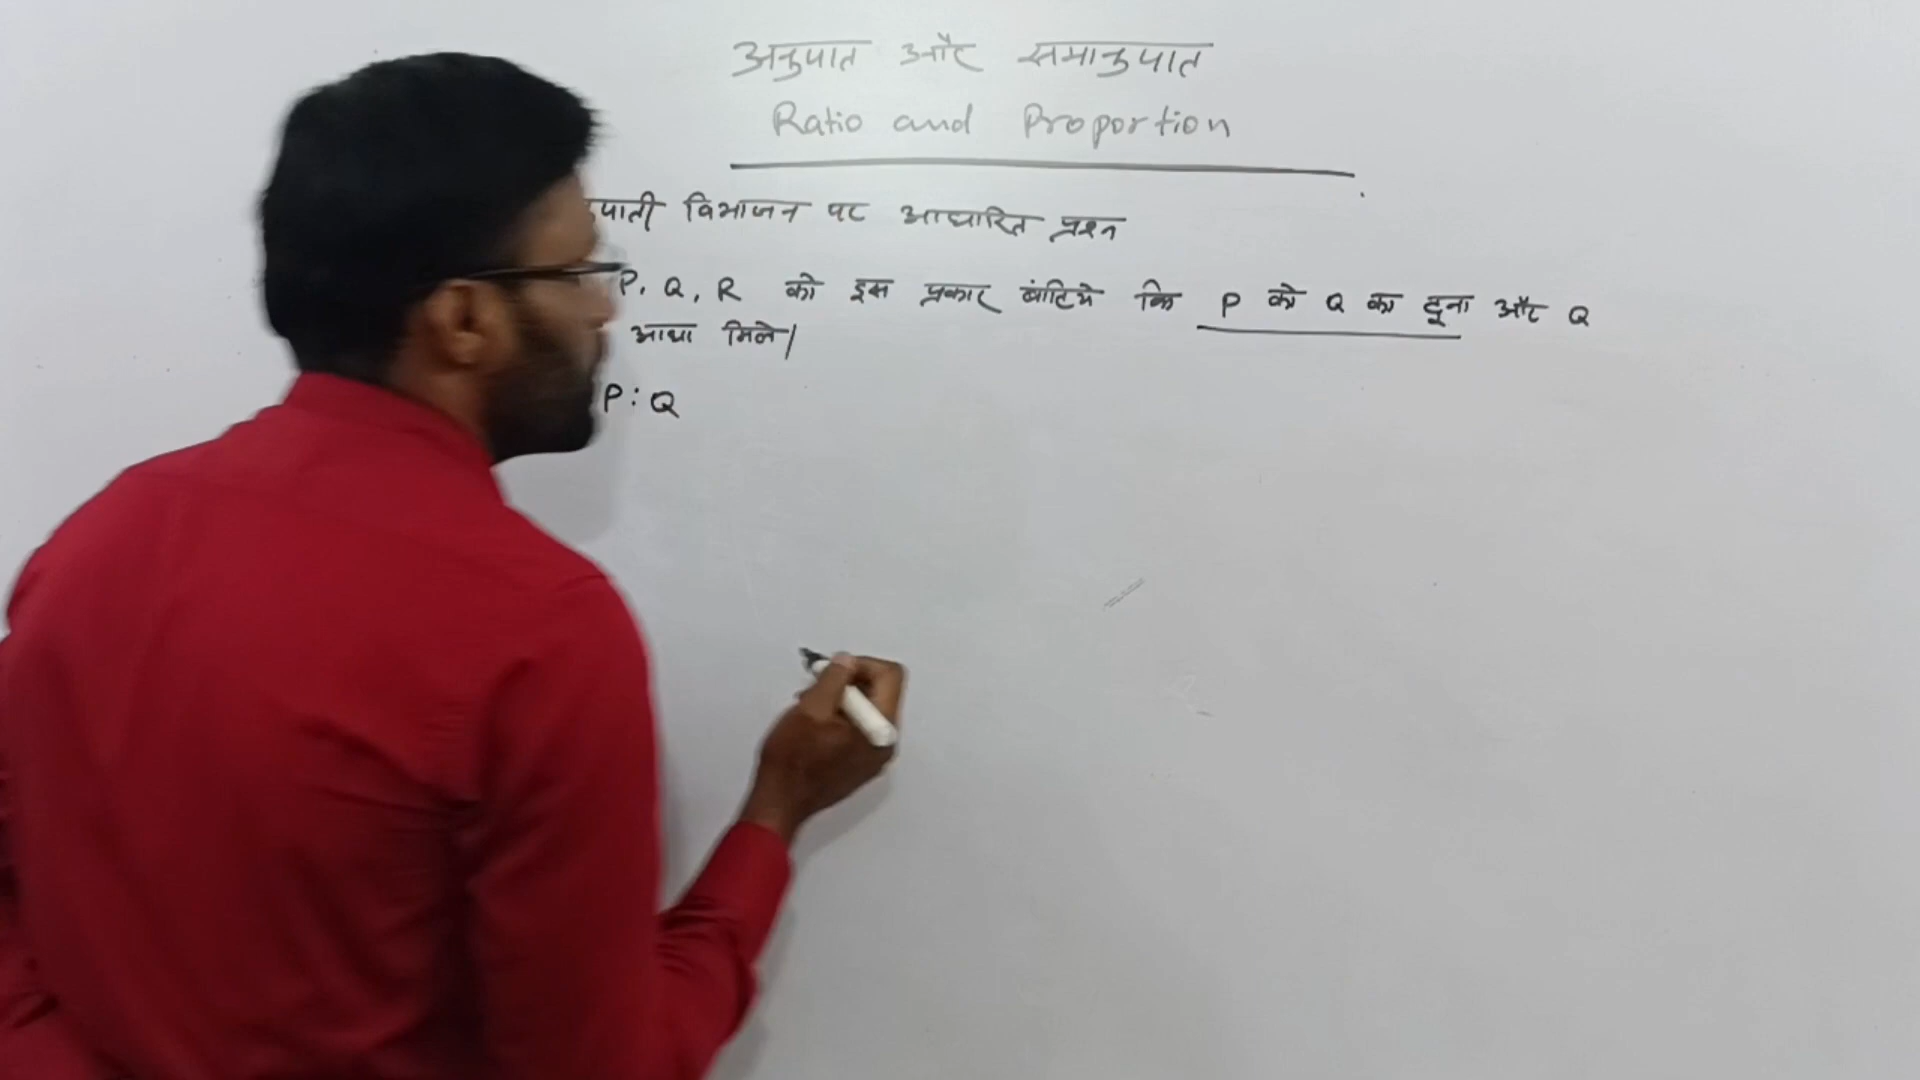 अनुपात और समानुपात
Ratio and Proportion
विभाजन पर आधारित प्रश्न
P, Q, R को इस प्रकार बांटिये कि P को Q का दूना और Q
आधा मिले।
P : Q